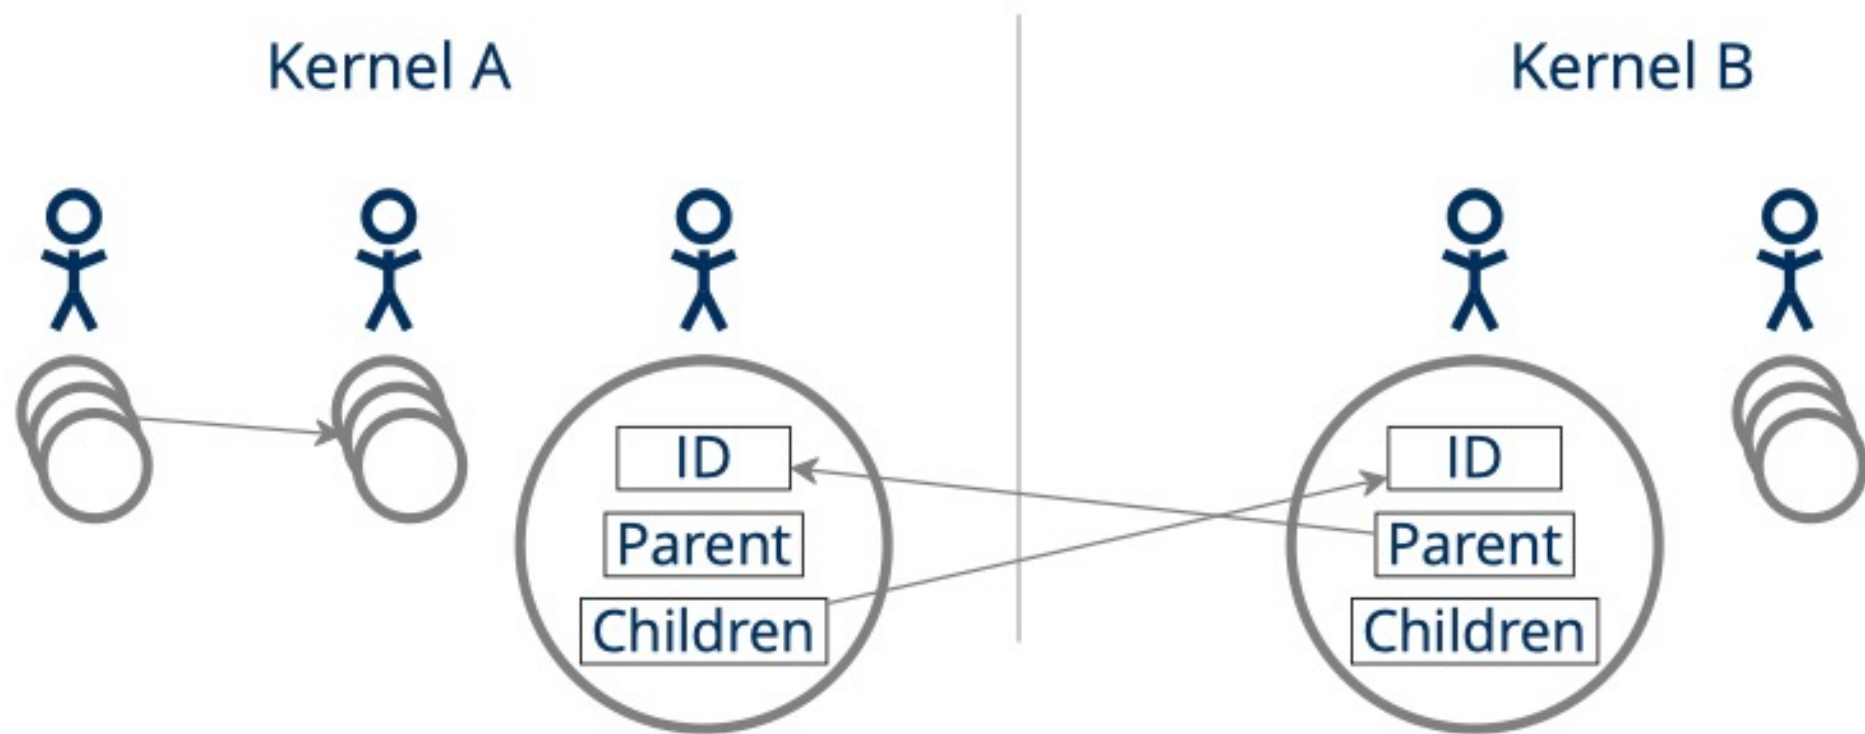 Kernel A
Kernel B
ID
Parent
Children
ID
Parent
Children